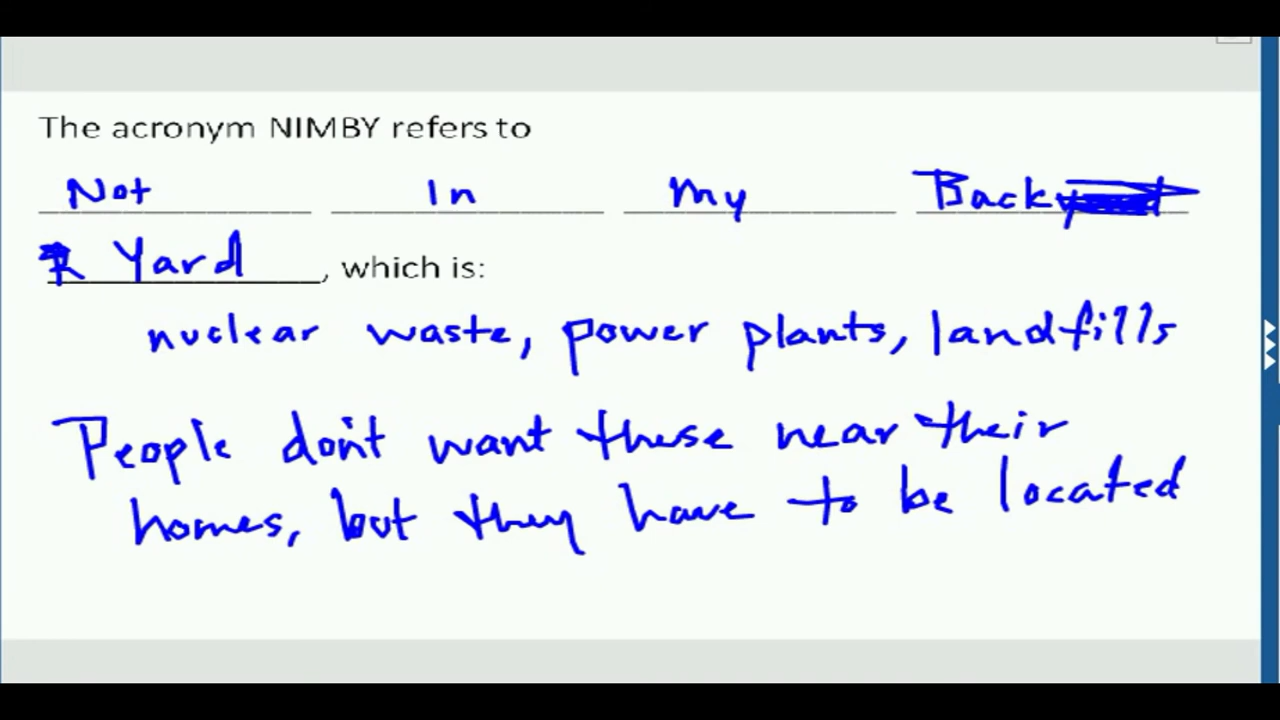 The acronym NIMBY refers to
Not In My Back
Yard, which is:
nuclear waste, power plants, landfills
People don't want these near their
homes, but they have to be located